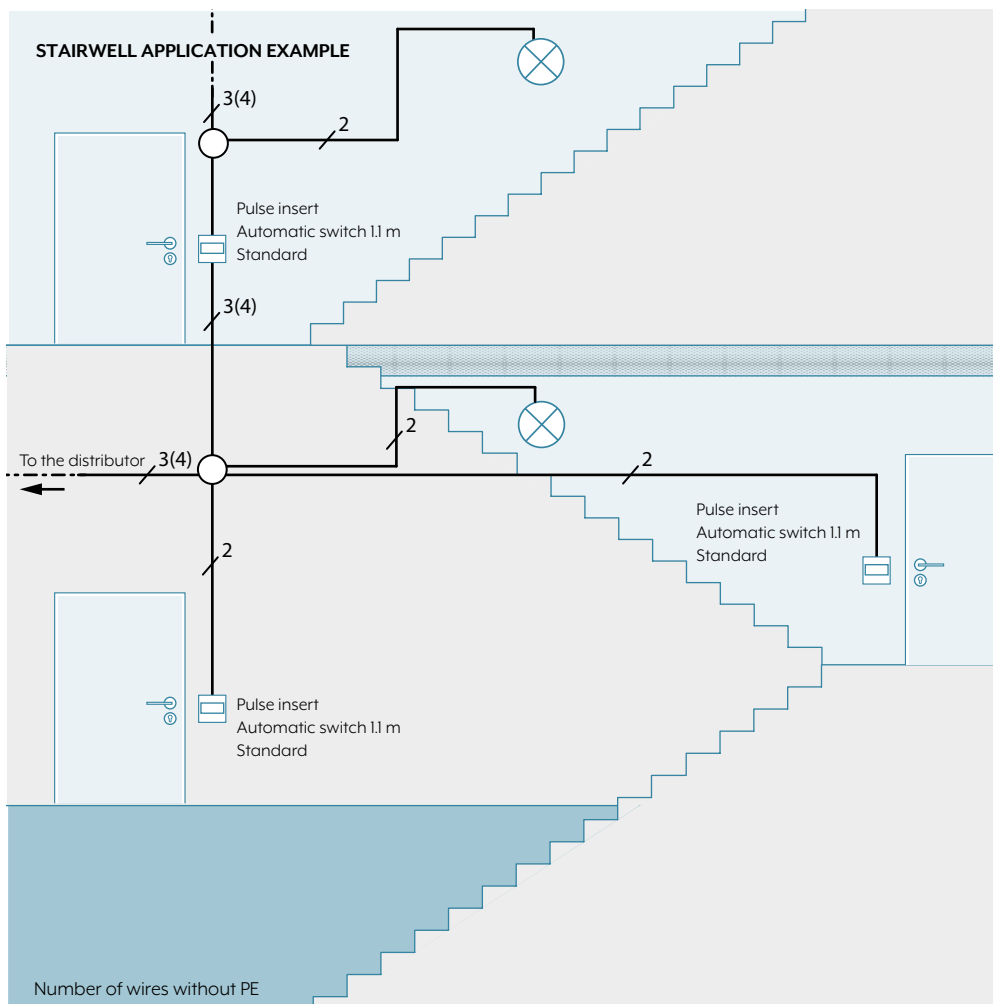 STAIRWELL APPLICATION EXAMPLE
3(4)
2
Pulse insert
Automatic switch 1.1 m
Standard
3(4)
2
To the distributor
3(4)
2
Pulse insert
Automatic switch 1.1 m
Standard
2
Pulse insert
Automatic switch 1.1 m
Standard
Number of wires without PE